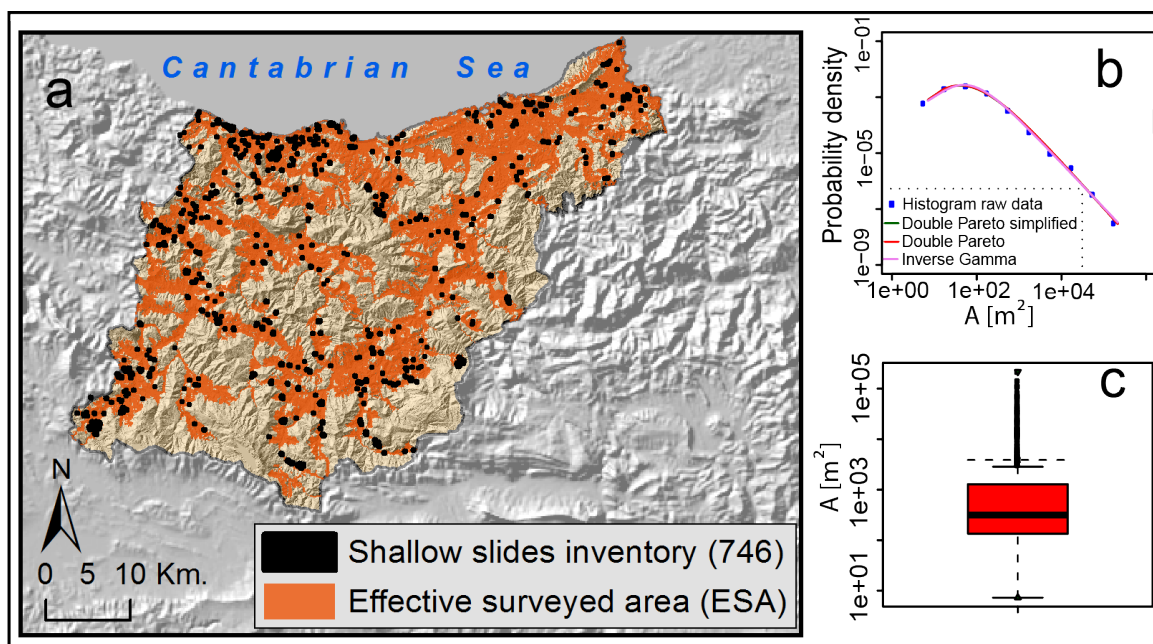 Cantabrian Sea
a
N
0 5 10 Km.
Shallow slides inventory (746)
Effective surveyed area (ESA)
b
Probability density
1e-01
1e-05
1e-09
Histogram raw data
Double Pareto simplified
Double Pareto
Inverse Gamma
1e+00 1e+02 1e+04
A [m²]
c
A [m²]
1e+05
1e+03
1e+01